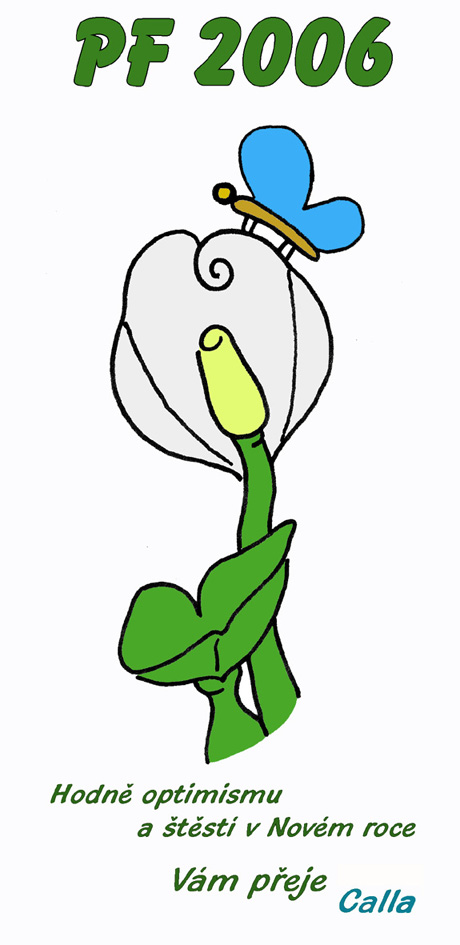 PF 2006
Hodně optimismu
a štěstí v Novém roce
Vám přeje
Calla